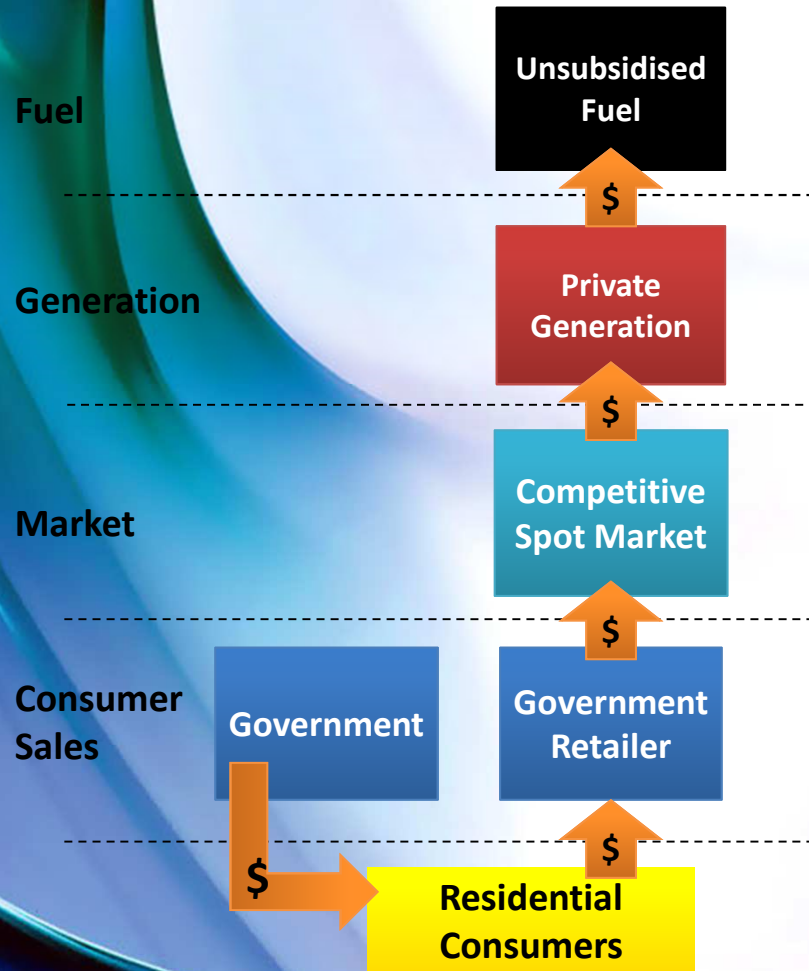 Fuel
Unsubsidised
Fuel
$
Generation
Private
Generation
$
Market
Competitive
Spot Market
$
Consumer
Sales
Government
Government
Retailer
$
$
Residential
Consumers